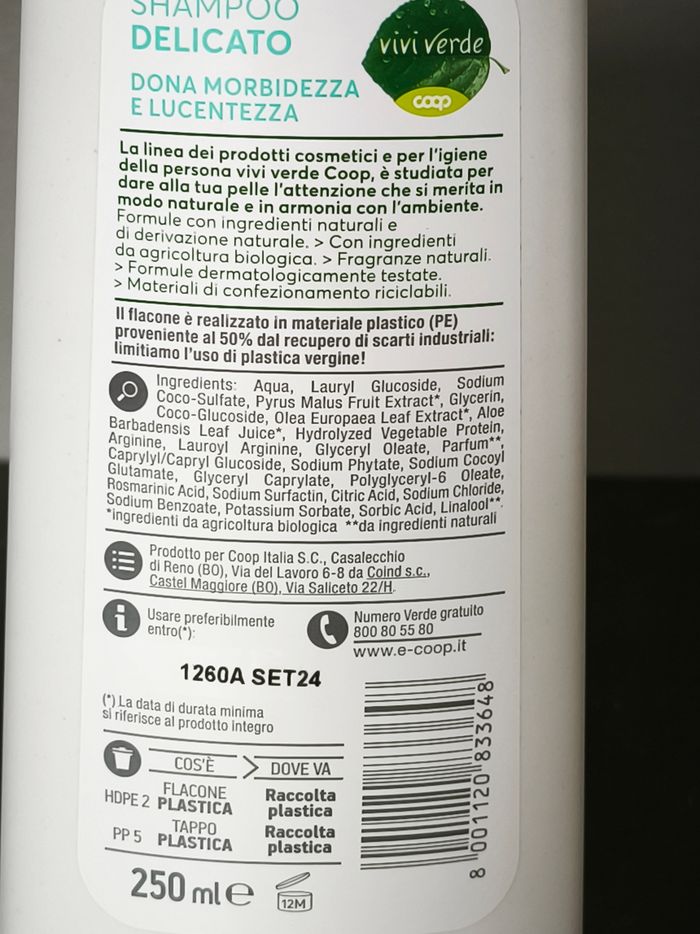 SHAMPOO
DELICATO
vivi verde
coop
DONA MORBIDEZZA
E LUCENTEZZA
La linea dei prodotti cosmetici e per l'igiene
della persona vivi verde Coop, è studiata per
dare alla tua pelle l'attenzione che si merita in
modo naturale e in armonia con l'ambiente.
Formule con ingredienti naturali e
di derivazione naturale. > Con ingredienti
da agricoltura biologica. > Fragranze naturali.
> Formule dermatologicamente testate.
> Materiali di confezionamento riciclabili.
Il flacone è realizzato in materiale plastico (PE)
proveniente al 50% dal recupero di scarti industriali:
limitiamo l'uso di plastica vergine!
Ingredients: Aqua, Lauryl Glucoside, Sodium
Coco-Sulfate, Pyrus Malus Fruit Extract*, Glycerin,
Coco-Glucoside, Olea Europaea Leaf Extract*, Aloe
Barbadensis Leaf Juice*, Hydrolyzed Vegetable Protein,
Arginine, Lauroyl Arginine, Glyceryl Oleate, Parfum**,
Caprylyl/Capryl Glucoside, Sodium Phytate, Sodium Cocoyl
Glutamate, Glyceryl Caprylate, Polyglyceryl-6 Oleate,
Rosmarinic Acid, Sodium Surfactin, Citric Acid, Sodium Chloride,
Sodium Benzoate, Potassium Sorbate, Sorbic Acid, Linalool**.
*ingredienti da agricoltura biologica **da ingredienti naturali
Prodotto per Coop Italia S.C., Casalecchio
di Reno (BO), Via del Lavoro 6-8 da Coind s.c.,
Castel Maggiore (BO), Via Saliceto 22/H.
Usare preferibilmente
entro(*):
Numero Verde gratuito
800 80 55 80
www.e-coop.it
1260A SET24
(*) La data di durata minima
si riferisce al prodotto integro
COS'È
DOVE VA
HDPE 2
FLACONE
PLASTICA
Raccolta
plastica
PP 5
TAPPO
PLASTICA
Raccolta
plastica
250 ml e
12M
8 001120 833648